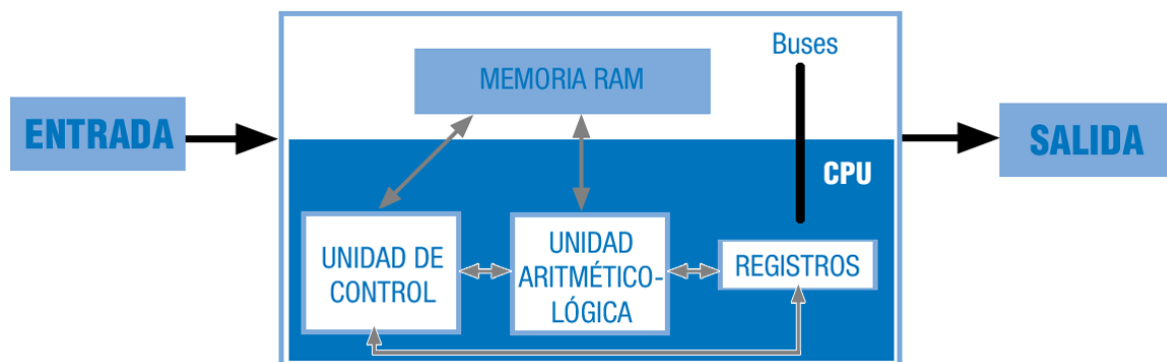 Buses
MEMORIA RAM
ENTRADA
SALIDA
CPU
UNIDAD DE
CONTROL
UNIDAD
ARITMÉTICO-
LÓGICA
REGISTROS